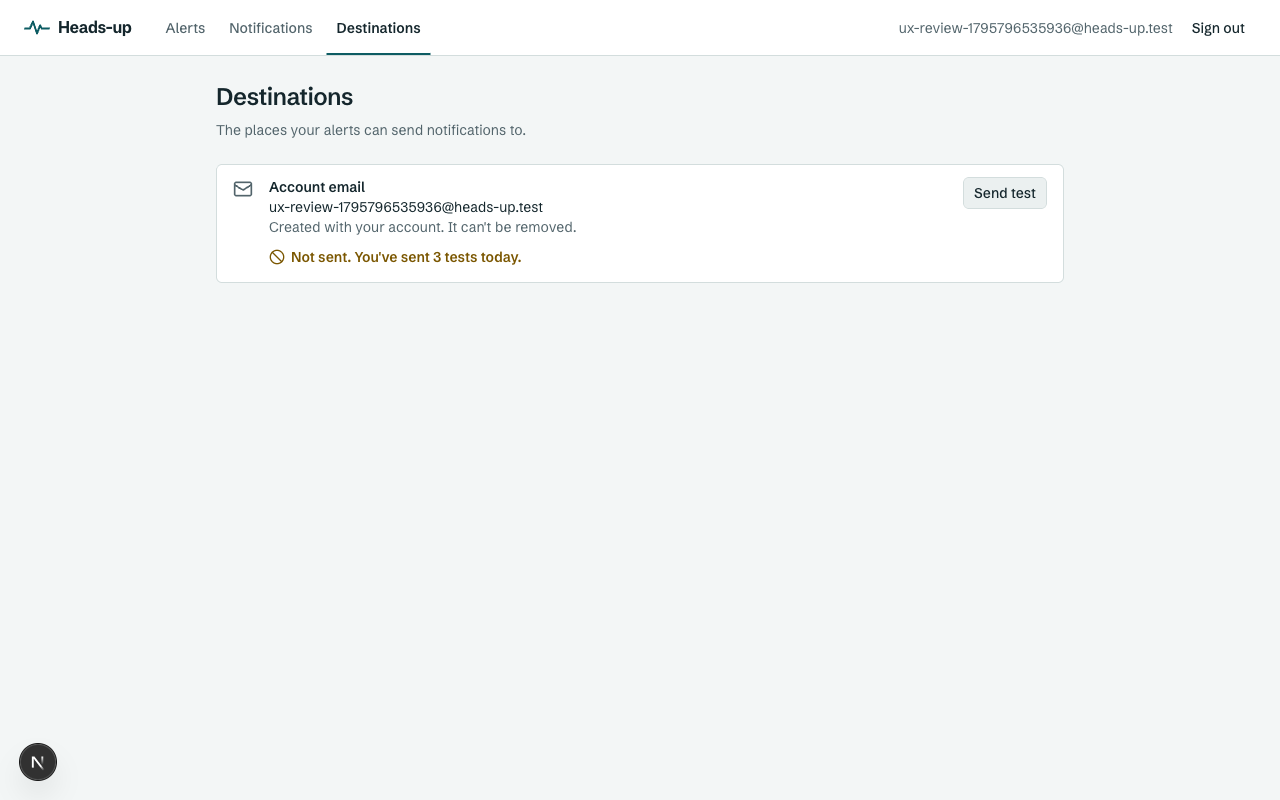 Heads-up
Alerts
Notifications
Destinations
ux-review-1795796535936@heads-up.test
Sign out
Destinations
The places your alerts can send notifications to.
Account email
ux-review-1795796535936@heads-up.test
Created with your account. It can't be removed.
Not sent. You've sent 3 tests today.
Send test
N